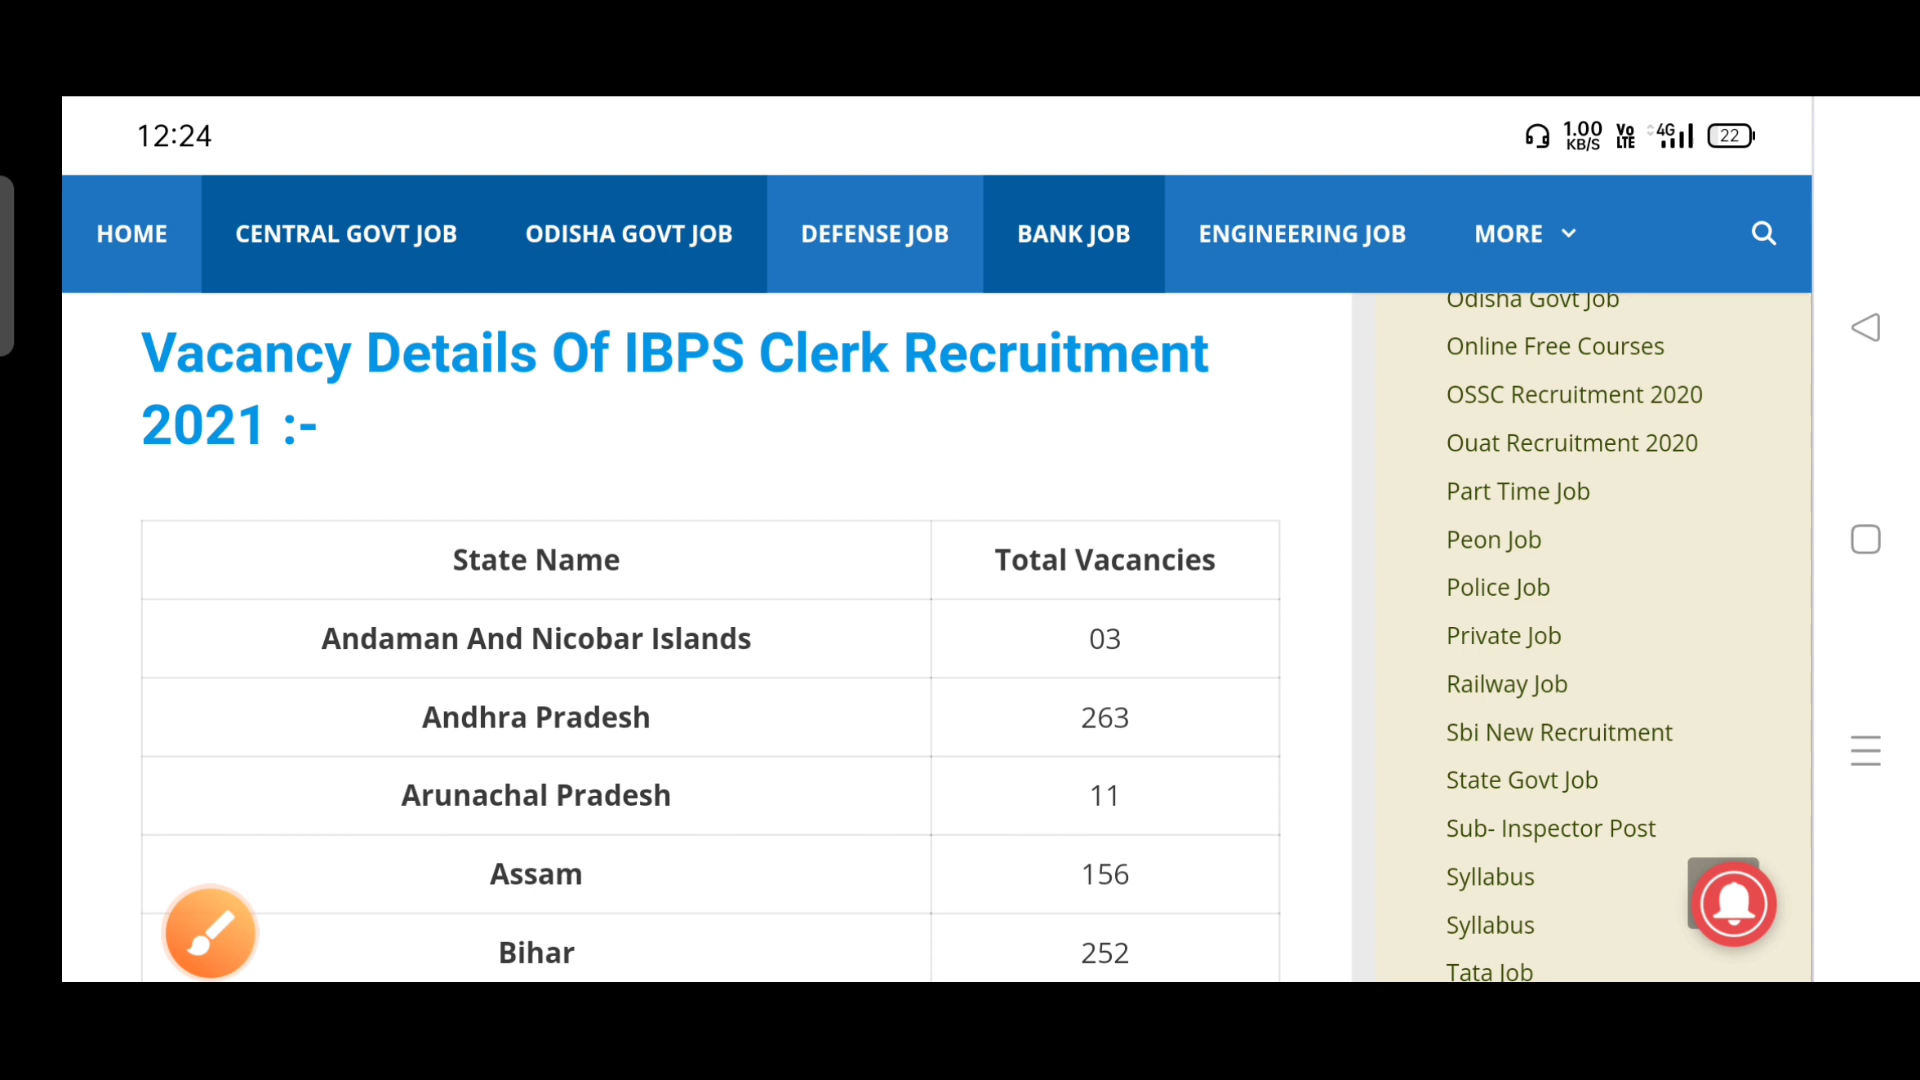 12:24
1.00
KB/S
Vo
LTE
4G
22
HOME CENTRAL GOVT JOB ODISHA GOVT JOB DEFENSE JOB BANK JOB ENGINEERING JOB MORE
Vacancy Details Of IBPS Clerk Recruitment
2021 :-
State Name Total Vacancies
Andaman And Nicobar Islands 03
Andhra Pradesh 263
Arunachal Pradesh 11
Assam 156
Bihar 252
Odisha Govt Job
Online Free Courses
OSSC Recruitment 2020
Ouat Recruitment 2020
Part Time Job
Peon Job
Police Job
Private Job
Railway Job
Sbi New Recruitment
State Govt Job
Sub- Inspector Post
Syllabus
Syllabus
Tata Job